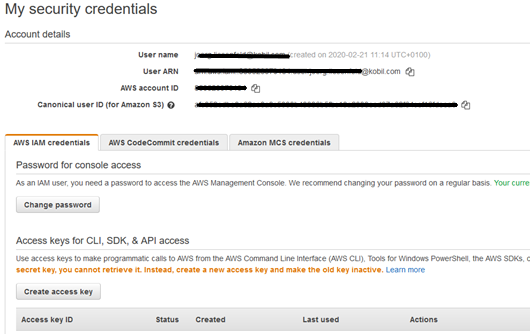 My security credentials
Account details
User name (created on 2020-02-21 11:14 UTC+0100)
User ARN @kobil.com
AWS account ID
Canonical user ID (for Amazon S3)
AWS IAM credentials AWS CodeCommit credentials Amazon MCS credentials
Password for console access
As an IAM user, you need a password to access the AWS Management Console. We recommend changing your password on a regular basis. Your curre
Change password
Access keys for CLI, SDK, & API access
Use access keys to make programmatic calls to AWS from the AWS Command Line Interface (AWS CLI), Tools for Windows PowerShell, the AWS SDKs,
secret key, you cannot retrieve it. Instead, create a new access key and make the old key inactive. Learn more
Create access key
Access key ID Status Created Last used Actions